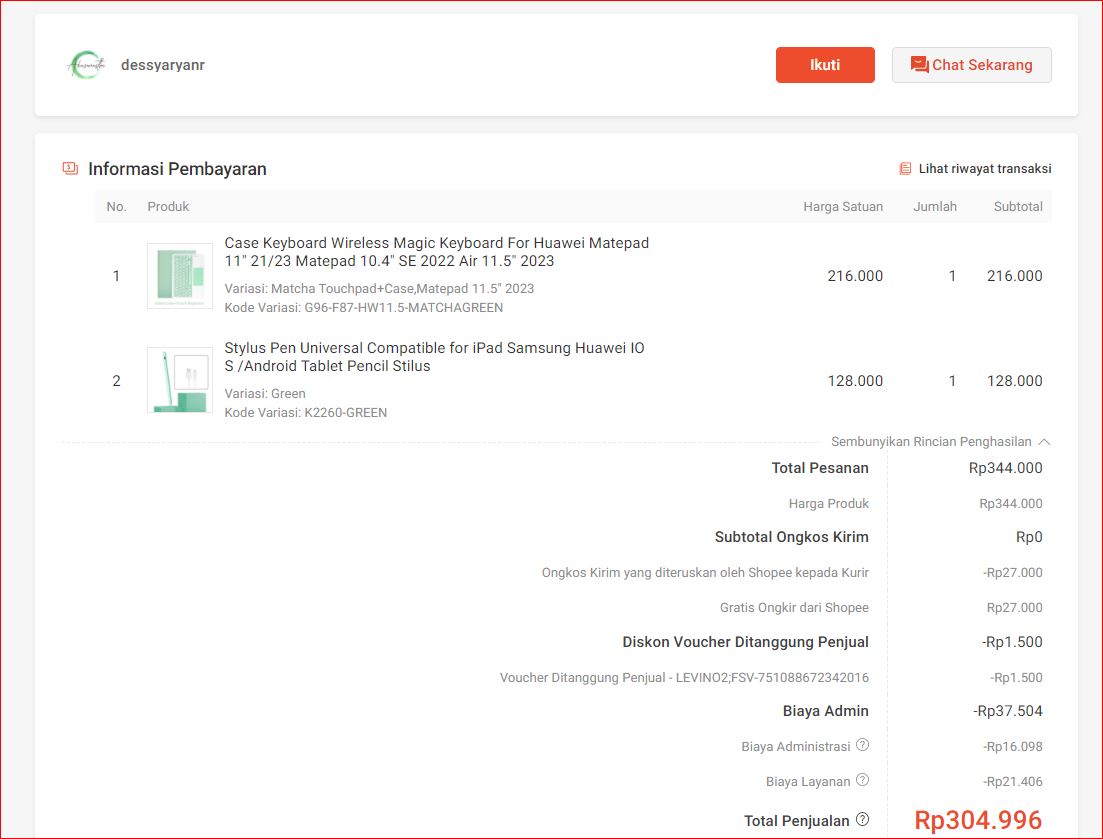 dessyaryanr
Ikuti
Chat Sekarang
Informasi Pembayaran
Lihat riwayat transaksi
No. Produk Harga Satuan Jumlah Subtotal
Case Keyboard Wireless Magic Keyboard For Huawei Matepad
11" 21/23 Matepad 10.4" SE 2022 Air 11.5" 2023
1 216.000 1 216.000
Variasi: Matcha Touchpad+Case,Matepad 11.5" 2023
Kode Variasi: G96-F87-HW11.5-MATCHAGREEN
Stylus Pen Universal Compatible for iPad Samsung Huawei IO
S /Android Tablet Pencil Stilus
2 128.000 1 128.000
Variasi: Green
Kode Variasi: K2260-GREEN
Sembunyikan Rincian Penghasilan
Total Pesanan Rp344.000
Harga Produk Rp344.000
Subtotal Ongkos Kirim Rp0
Ongkos Kirim yang diteruskan oleh Shopee kepada Kurir -Rp27.000
Gratis Ongkir dari Shopee Rp27.000
Diskon Voucher Ditanggung Penjual -Rp1.500
Voucher Ditanggung Penjual - LEVINO2;FSV-751088672342016 -Rp1.500
Biaya Admin -Rp37.504
Biaya Administrasi -Rp16.098
Biaya Layanan -Rp21.406
Total Penjualan Rp304.996